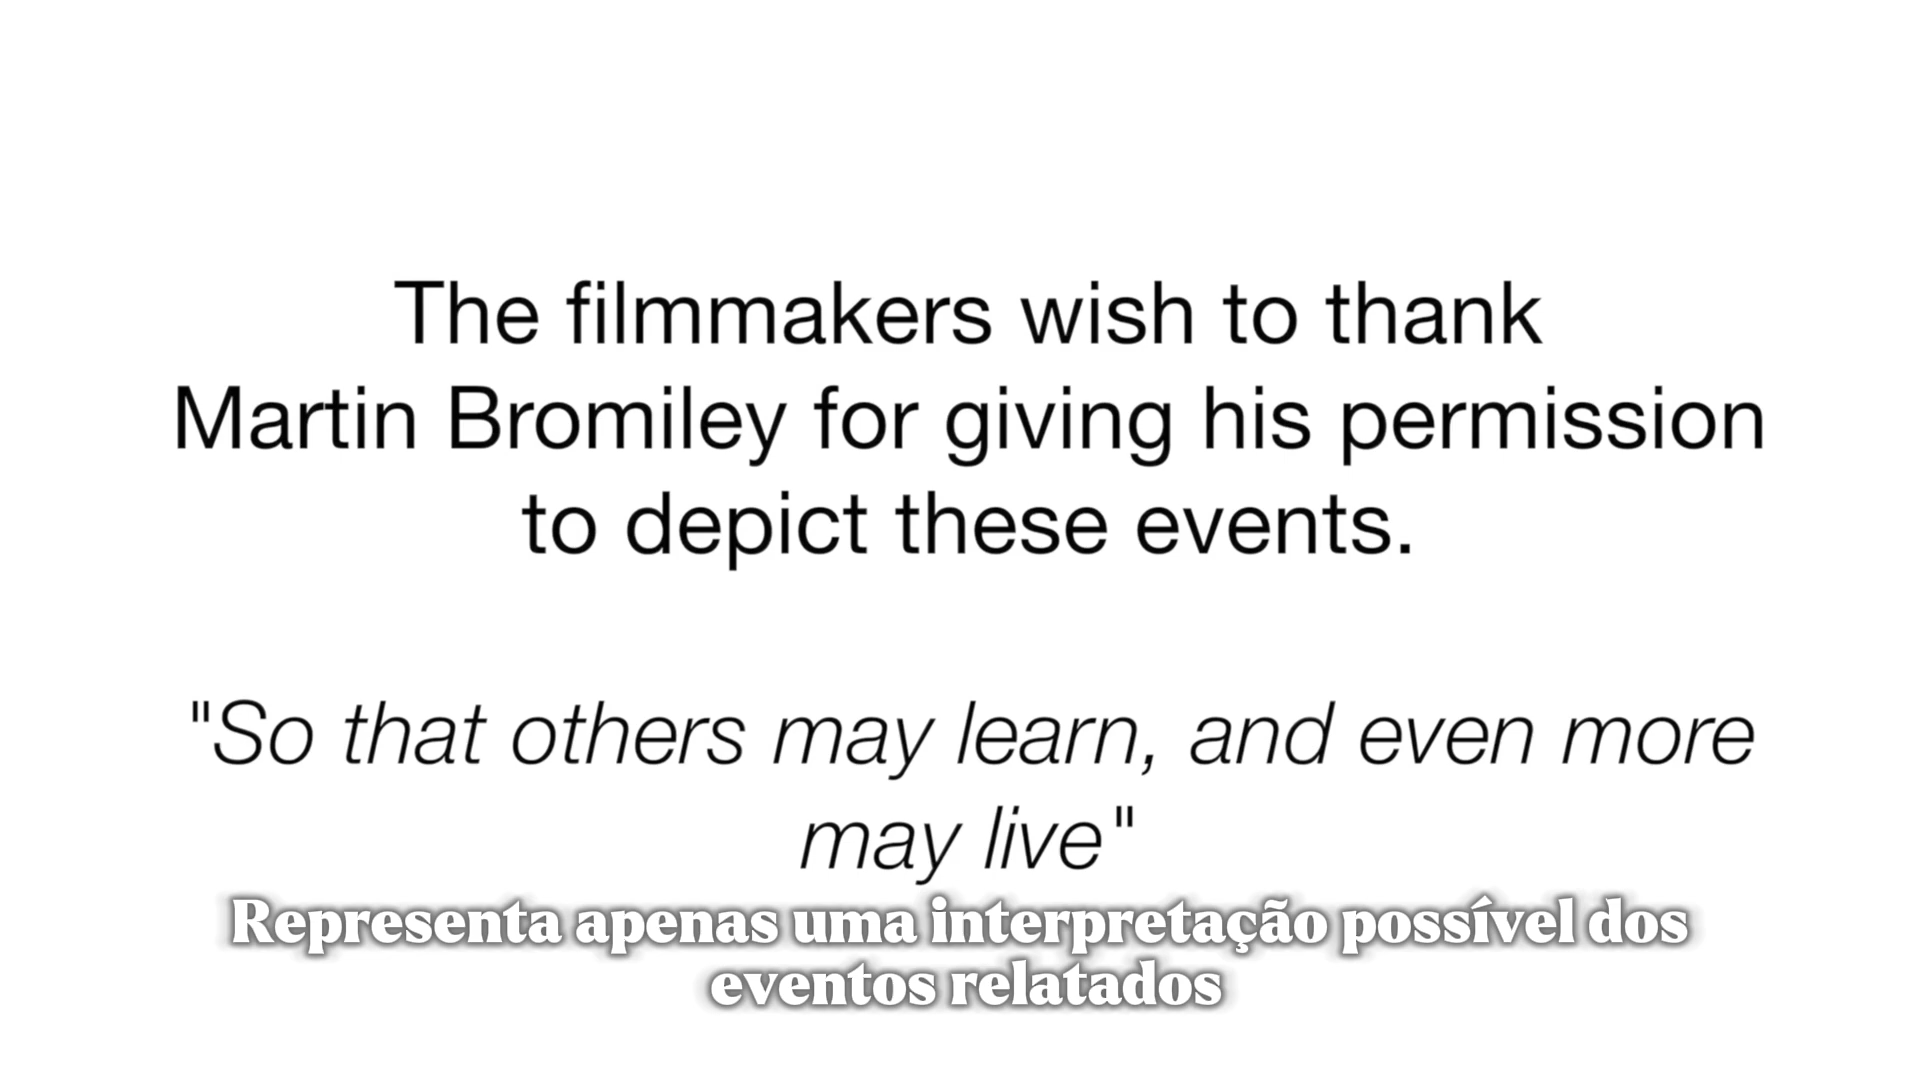 The filmmakers wish to thank
Martin Bromiley for giving his permission
to depict these events.
"So that others may learn, and even more
may live"
Representa apenas uma interpretação possível dos
eventos relatados